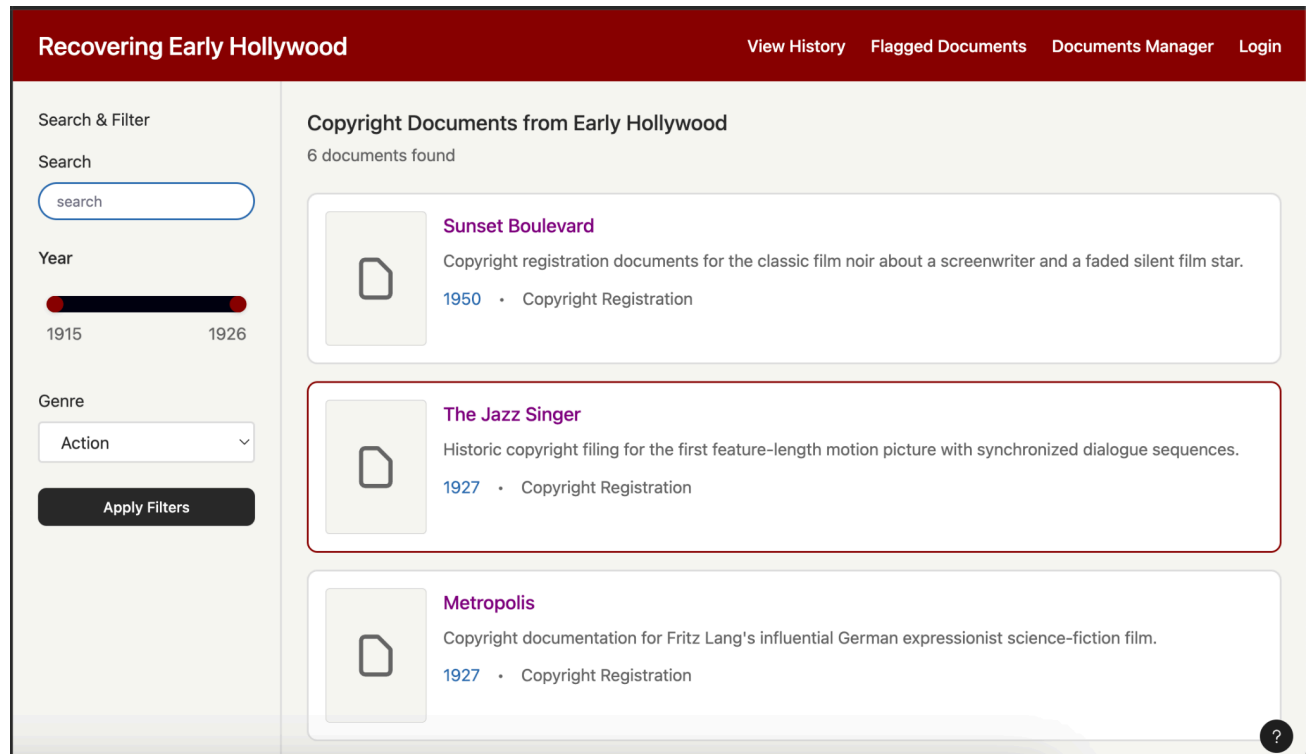 Recovering Early Hollywood
View History Flagged Documents Documents Manager Login
Search & Filter
Search
search
Year
1915 1926
Genre
Action
Apply Filters
Copyright Documents from Early Hollywood
6 documents found
Sunset Boulevard
Copyright registration documents for the classic film noir about a screenwriter and a faded silent film star.
1950 • Copyright Registration
The Jazz Singer
Historic copyright filing for the first feature-length motion picture with synchronized dialogue sequences.
1927 • Copyright Registration
Metropolis
Copyright documentation for Fritz Lang's influential German expressionist science-fiction film.
1927 • Copyright Registration
?